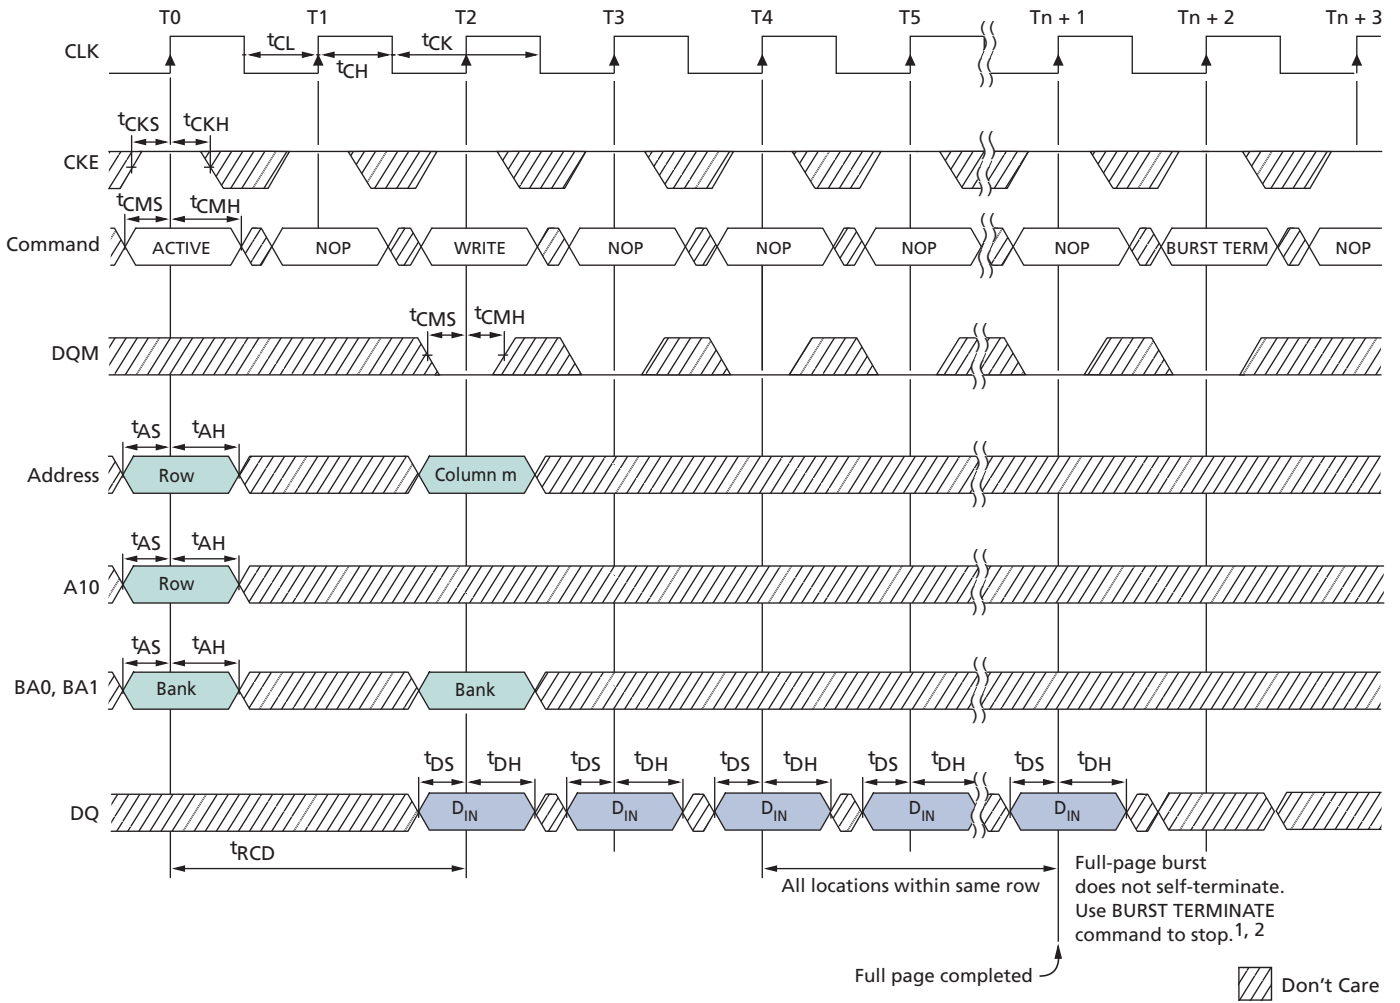 T0 T1 T2 T3 T4 T5 Tn + 1 Tn + 2 Tn + 3
CLK tCL tCH tCK
tCKS tCKH
CKE
tCMS tCMH
Command ACTIVE NOP WRITE NOP NOP NOP NOP BURST TERM NOP
tCMS tCMH
DQM
tAS tAH
Address Row Column m
tAS tAH
A10 Row
tAS tAH
BA0, BA1 Bank Bank
tDS tDH tDS tDH tDS tDH tDS tDH tDS tDH
DQ DIN DIN DIN DIN DIN
tRCD
All locations within same row
Full-page burst
does not self-terminate.
Use BURST TERMINATE
command to stop.1, 2
Full page completed
Don't Care